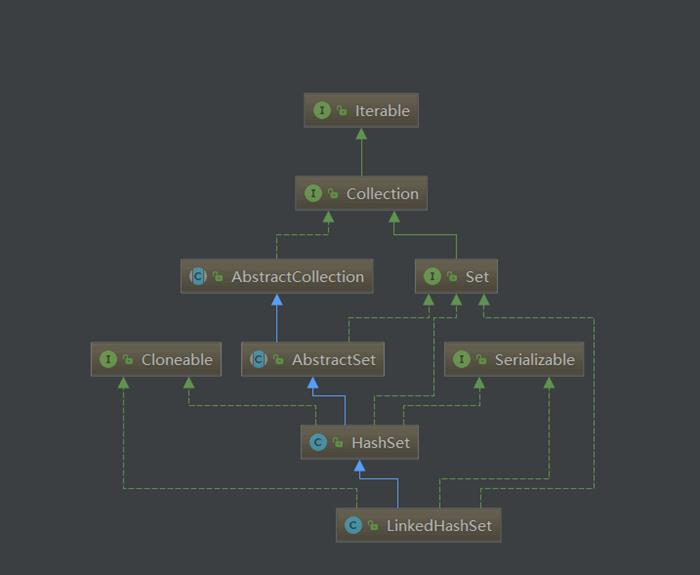 I Iterable
I Collection
C AbstractCollection
I Set
I Cloneable
C AbstractSet
I Serializable
C HashSet
C LinkedHashSet